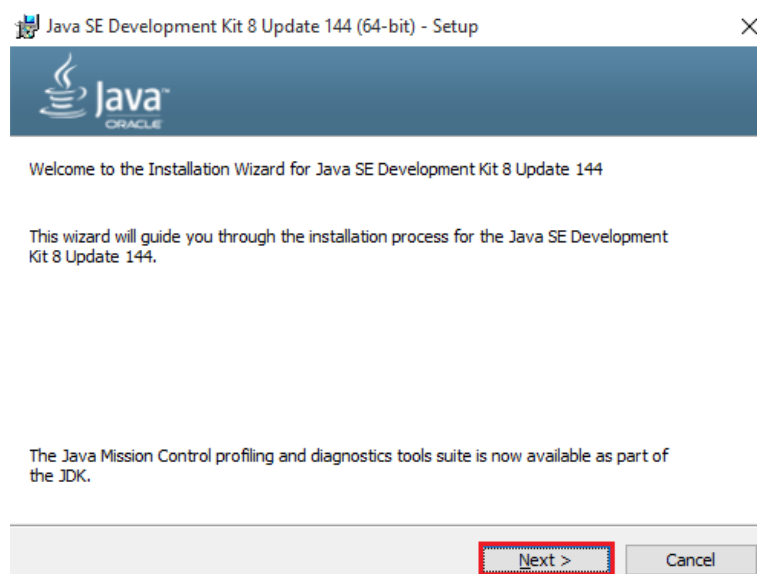 Java SE Development Kit 8 Update 144 (64-bit) - Setup
Java™
ORACLE
Welcome to the Installation Wizard for Java SE Development Kit 8 Update 144
This wizard will guide you through the installation process for the Java SE Development
Kit 8 Update 144.
The Java Mission Control profiling and diagnostics tools suite is now available as part of
the JDK.
Next >
Cancel